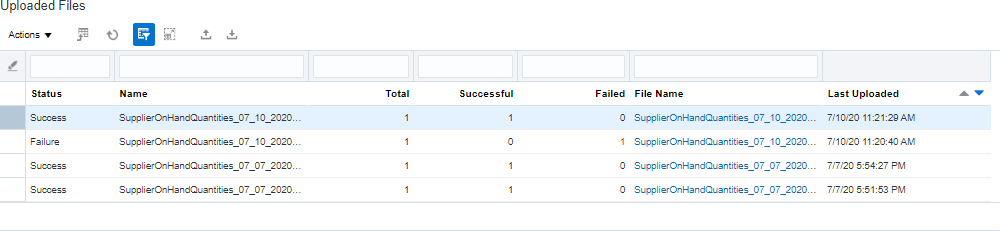 Uploaded Files
Actions
Status Name Total Successful Failed File Name Last Uploaded
Success SupplierOnHandQuantities_07_10_2020... 1 1 0 SupplierOnHandQuantities_07_10_2020... 7/10/20 11:21:29 AM
Failure SupplierOnHandQuantities_07_10_2020... 1 0 1 SupplierOnHandQuantities_07_10_2020... 7/10/20 11:20:40 AM
Success SupplierOnHandQuantities_07_07_2020... 1 1 0 SupplierOnHandQuantities_07_07_2020... 7/7/20 5:54:27 PM
Success SupplierOnHandQuantities_07_07_2020... 1 1 0 SupplierOnHandQuantities_07_07_2020... 7/7/20 5:51:53 PM